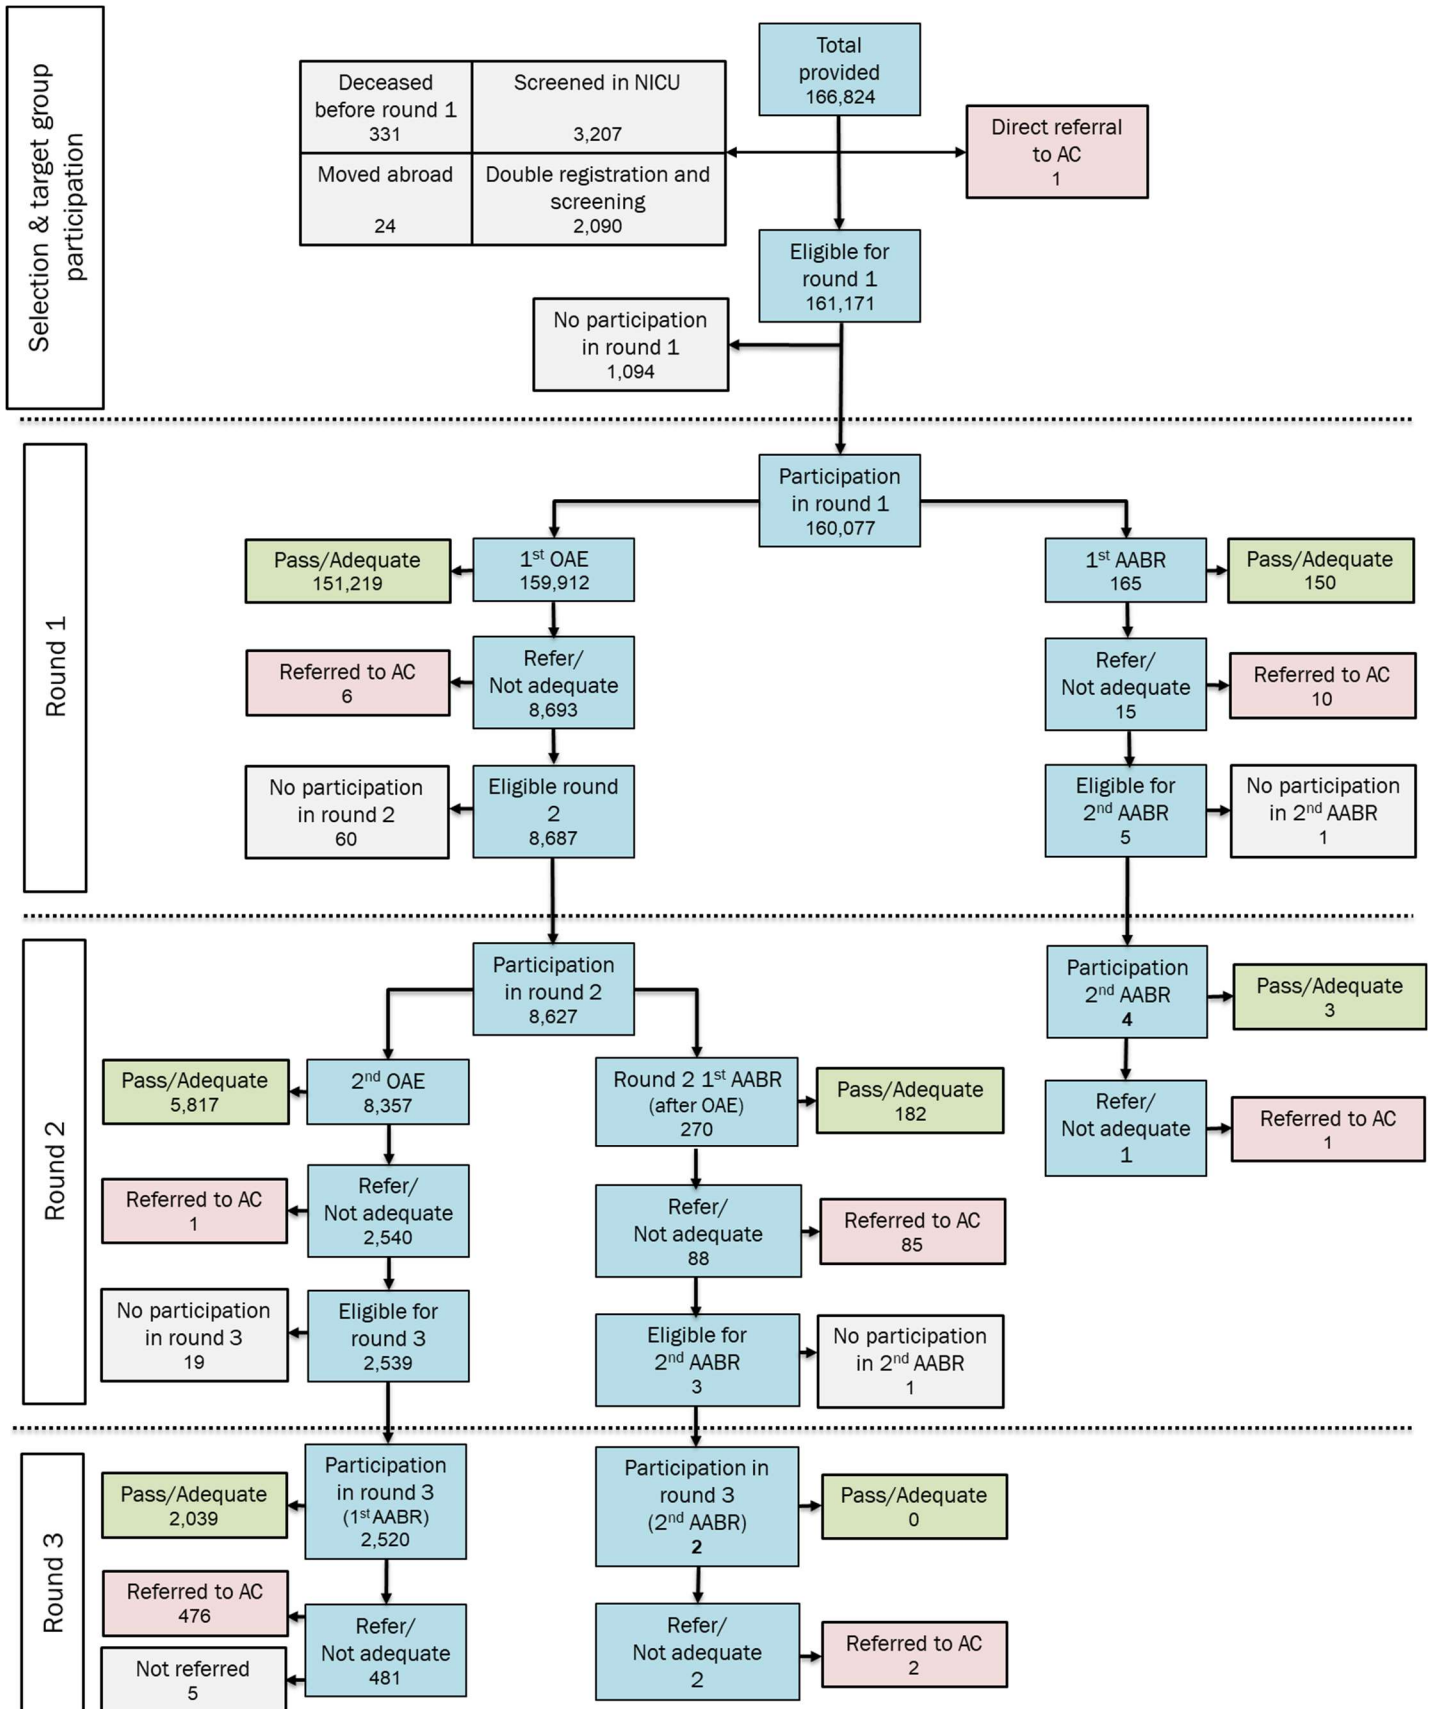 Selection & target group
participation
Total
provided
166,824
Deceased
before round 1
331
Screened in NICU
3,207
Moved abroad
24
Double registration and
screening
2,090
Direct referral
to AC
1
Eligible for
round 1
161,171
No participation
in round 1
1,094
Round 1
Participation
in round 1
160,077
Pass/Adequate
151,219
1st OAE
159,912
1st AABR
165
Pass/Adequate
150
Referred to AC
6
Refer/
Not adequate
8,693
Refer/
Not adequate
15
Referred to AC
10
No participation
in round 2
60
Eligible round
2
8,687
Eligible for
2nd AABR
5
No participation
in 2nd AABR
1
Round 2
Participation
in round 2
8,627
Participation
2nd AABR
4
Pass/Adequate
3
Pass/Adequate
5,817
2nd OAE
8,357
Round 2 1st AABR
(after OAE)
270
Pass/Adequate
182
Refer/
Not adequate
1
Referred to AC
1
Referred to AC
1
Refer/
Not adequate
2,540
Refer/
Not adequate
88
Referred to AC
85
No participation
in round 3
19
Eligible for
round 3
2,539
Eligible for
2nd AABR
3
No participation
in 2nd AABR
1
Round 3
Pass/Adequate
2,039
Participation
in round 3
(1st AABR)
2,520
Participation in
round 3
(2nd AABR)
2
Pass/Adequate
0
Referred to AC
476
Not referred
5
Refer/
Not adequate
481
Refer/
Not adequate
2
Referred to AC
2